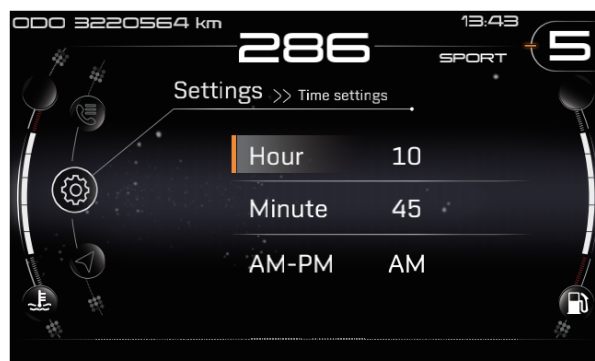 ODO 3220564 km
286
13:43
SPORT
5
Settings >> Time settings
Hour 10
Minute 45
AM-PM AM